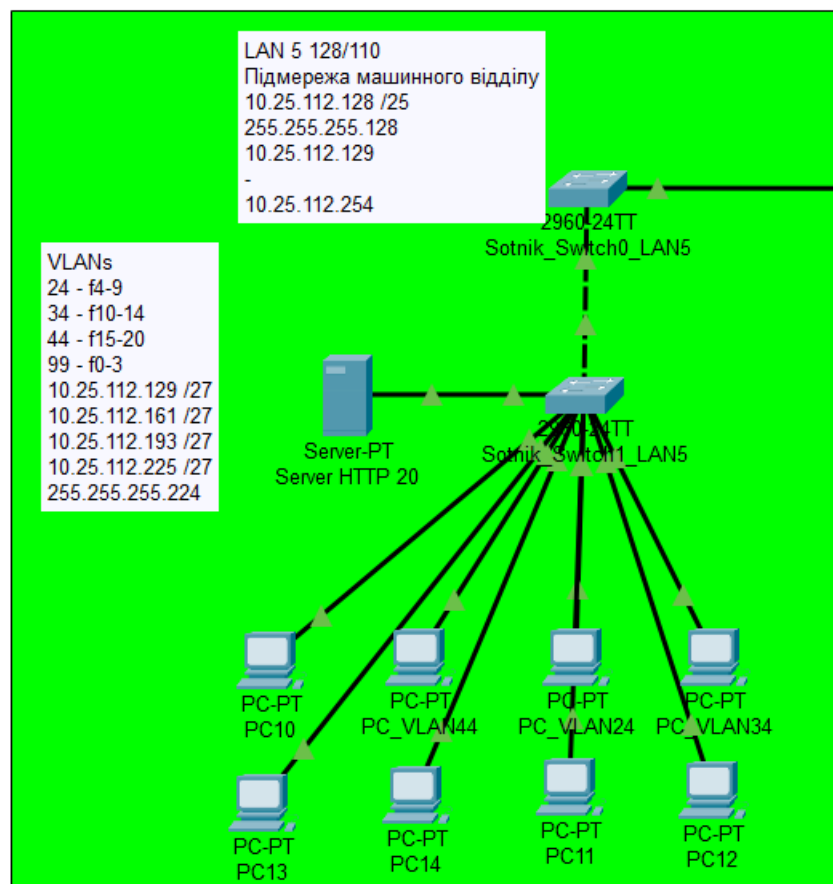 LAN 5 128/110
Підмережа машинного відділу
10.25.112.128 /25
255.255.255.128
10.25.112.129
-
10.25.112.254
2960-24TT
Sotnik_Switch0_LAN5
VLANs
24 - f4-9
34 - f10-14
44 - f15-20
99 - f0-3
10.25.112.129 /27
10.25.112.161 /27
10.25.112.193 /27
10.25.112.225 /27
255.255.255.224
Server-PT
Server HTTP 20
2960-24TT
Sotnik_Switch1_LAN5
PC-PT
PC10
PC-PT
PC_VLAN44
PC-PT
PC_VLAN24
PC-PT
PC_VLAN34
PC-PT
PC13
PC-PT
PC14
PC-PT
PC11
PC-PT
PC12